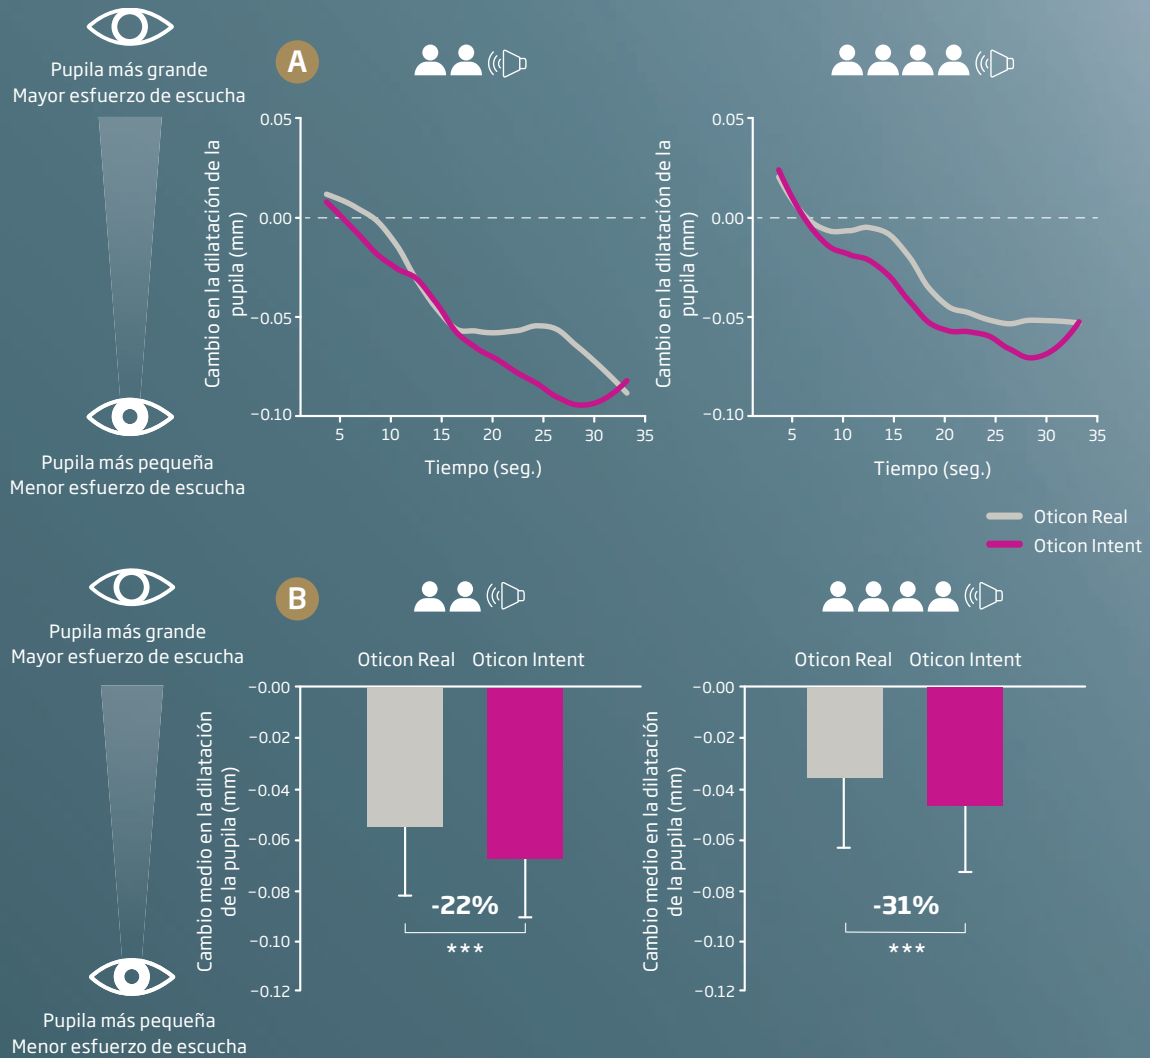 Pupila más grande
Mayor esfuerzo de escucha
Pupila más pequeña
Menor esfuerzo de escucha
A
Cambio en la dilatación de la
pupila (mm)
0.05
0.00
−0.05
−0.10
5 10 15 20 25 30 35
Tiempo (seg.)
Cambio en la dilatación de la
pupila (mm)
0.05
0.00
−0.05
−0.10
5 10 15 20 25 30 35
Tiempo (seg.)
Oticon Real
Oticon Intent
Pupila más grande
Mayor esfuerzo de escucha
Pupila más pequeña
Menor esfuerzo de escucha
B
Oticon Real Oticon Intent
Cambio medio en la dilatación
de la pupila (mm)
−0.00
−0.02
−0.04
−0.06
−0.08
−0.10
−0.12
-22%
***
Oticon Real Oticon Intent
Cambio medio en la dilatación
de la pupila (mm)
−0.00
−0.02
−0.04
−0.06
−0.08
−0.10
−0.12
-31%
***